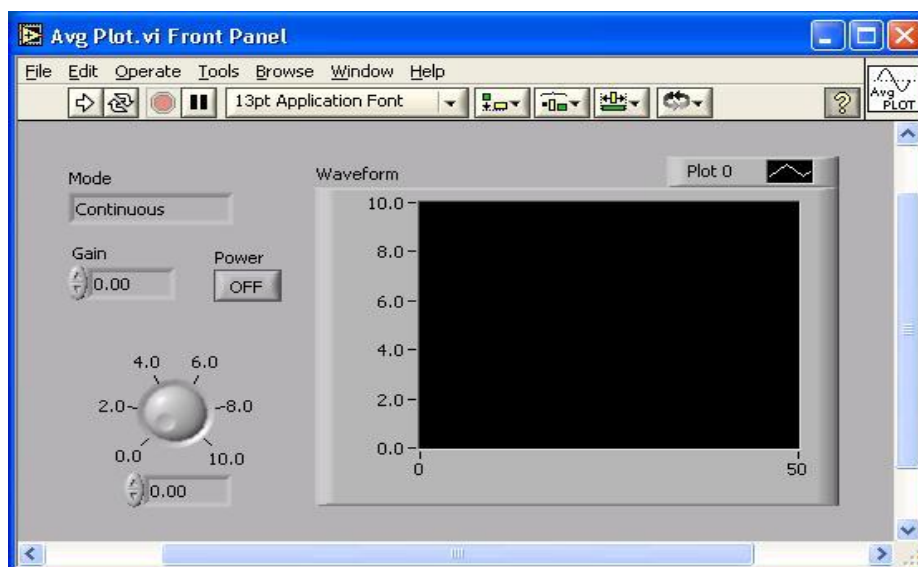 Avg Plot.vi Front Panel
File Edit Operate Tools Browse Window Help
13pt Application Font
?
Avg
PLOT
Mode
Continuous
Gain
0.00
Power
OFF
4.0 6.0
2.0 8.0
0.0 10.0
0.00
Waveform
Plot 0
10.0
8.0
6.0
4.0
2.0
0.0
0 50